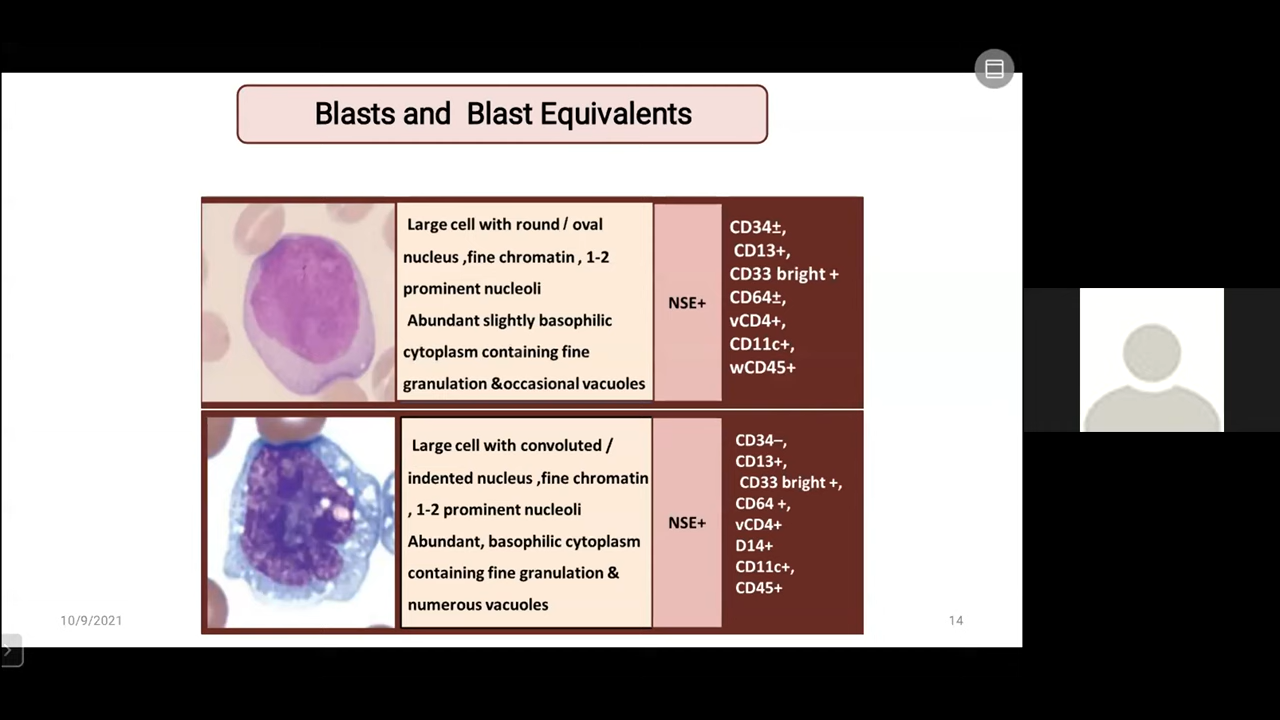 Blasts and Blast Equivalents
Large cell with round / oval
nucleus ,fine chromatin , 1-2
prominent nucleoli
Abundant slightly basophilic
cytoplasm containing fine
granulation &occasional vacuoles
NSE+
CD34±,
CD13+,
CD33 bright +
CD64±,
vCD4+,
CD11c+,
wCD45+
Large cell with convoluted /
indented nucleus ,fine chromatin
, 1-2 prominent nucleoli
Abundant, basophilic cytoplasm
containing fine granulation &
numerous vacuoles
NSE+
CD34–,
CD13+,
CD33 bright +,
CD64 +,
vCD4+
D14+
CD11c+,
CD45+
10/9/2021
14